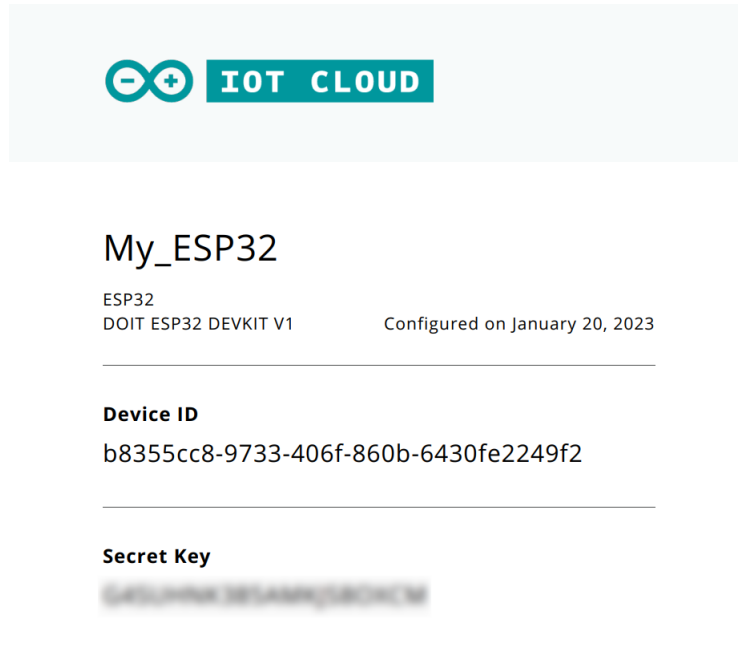 IOT CLOUD
My_ESP32
ESP32
DOIT ESP32 DEVKIT V1
Configured on January 20, 2023
Device ID
b8355cc8-9733-406f-860b-6430fe2249f2
Secret Key